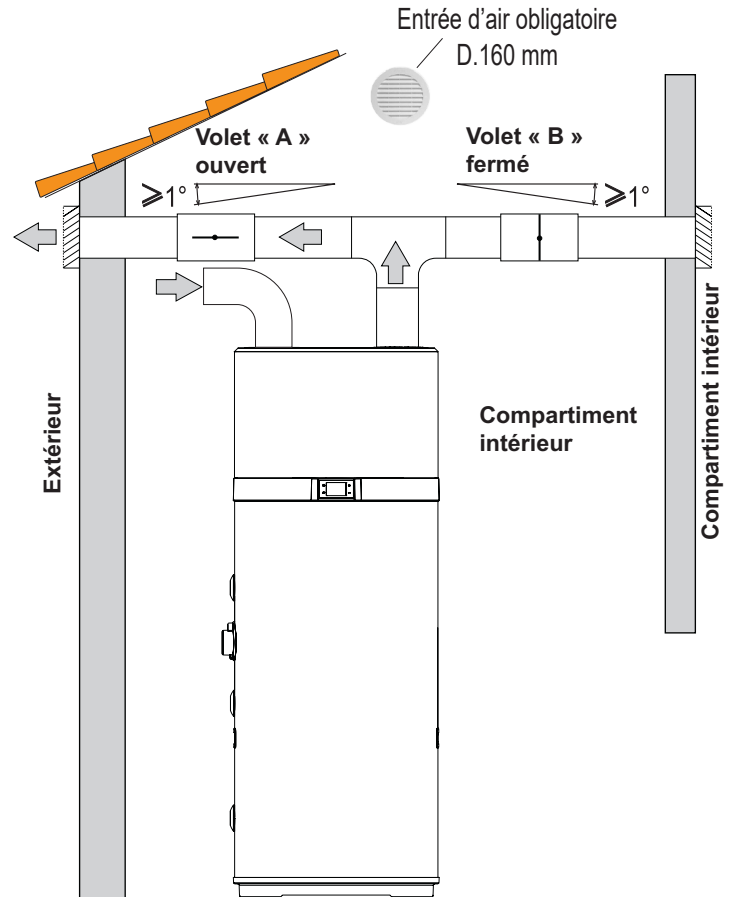 Entrée d’air obligatoire
D.160 mm
Volet « A »
ouvert
Volet « B »
fermé
⩾1°
⩾1°
Extérieur
Compartiment
intérieur
Compartiment intérieur